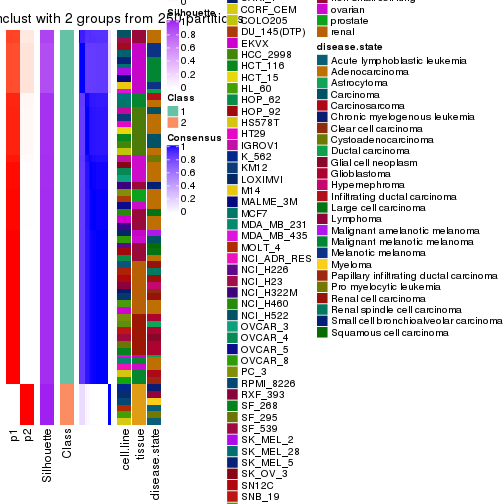 nclust with 2 groups from 250 partitions
Silhouette
1
0.8
0.6
0.4
0.2
0
Class
1
2
Consensus
1
0.8
0.6
0.4
0.2
0
p1
p2
Silhouette
Class
cell.line
tissue
disease.state
CCRF_CEM
COLO205
DU_145(DTP)
EKVX
HCC_2998
HCT_116
HCT_15
HL_60
HOP_62
HOP_92
HS578T
HT29
IGROV1
K_562
KM12
LOXIMVI
M14
MALME_3M
MCF7
MDA_MB_231
MDA_MB_435
MOLT_4
NCI_ADR_RES
NCI_H226
NCI_H23
NCI_H322M
NCI_H460
NCI_H522
OVCAR_3
OVCAR_4
OVCAR_5
OVCAR_8
PC_3
RPMI_8226
RXF_393
SF_268
SF_295
SF_539
SK_MEL_2
SK_MEL_28
SK_MEL_5
SK_OV_3
SN12C
SNB_19
ovarian
prostate
renal
disease.state
Acute lymphoblastic leukemia
Adenocarcinoma
Astrocytoma
Carcinoma
Carcinosarcoma
Chronic myelogenous leukemia
Clear cell carcinoma
Cystoadenocarcinoma
Ductal carcinoma
Glial cell neoplasm
Glioblastoma
Hypernephroma
Infiltrating ductal carcinoma
Large cell carcinoma
Lymphoma
Malignant amelanotic melanoma
Malignant melanotic melanoma
Melanotic melanoma
Myeloma
Papillary infiltrating ductal carcinoma
Pro myelocytic leukemia
Renal cell carcinoma
Renal spindle cell carcinoma
Small cell bronchioalveolar carcinoma
Squamous cell carcinoma